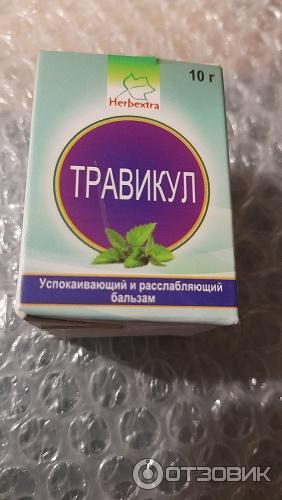 Herbextra
10 г
ТРАВИКУЛ
Успокаивающий и расслабляющий
бальзам
ОТЗОВИК